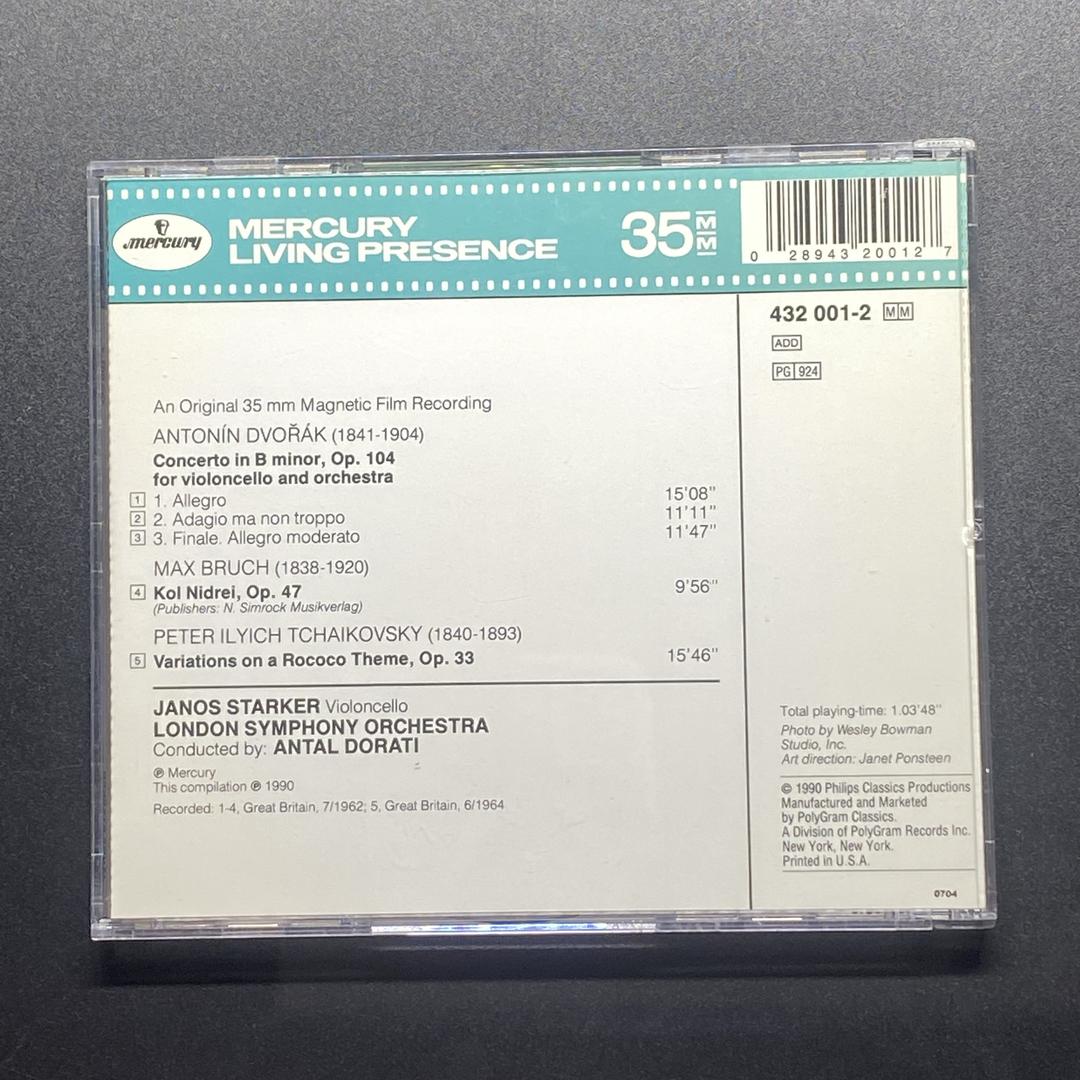 mercury
MERCURY
LIVING PRESENCE
35 MM
0 28943 20012 7
432 001-2 MM
ADD
PG 924
An Original 35 mm Magnetic Film Recording
ANTONÍN DVOŘÁK (1841-1904)
Concerto in B minor, Op. 104
for violoncello and orchestra
1 1. Allegro 15'08"
2 2. Adagio ma non troppo 11'11"
3 3. Finale. Allegro moderato 11'47"
MAX BRUCH (1838-1920)
4 Kol Nidrei, Op. 47 9'56"
(Publishers: N. Simrock Musikverlag)
PETER ILYICH TCHAIKOVSKY (1840-1893)
5 Variations on a Rococo Theme, Op. 33 15'46"
JANOS STARKER Violoncello
LONDON SYMPHONY ORCHESTRA
Conducted by: ANTAL DORATI
℗ Mercury
This compilation ℗ 1990
Recorded: 1-4, Great Britain, 7/1962; 5, Great Britain, 6/1964
Total playing-time: 1.03'48"
Photo by Wesley Bowman
Studio, Inc.
Art direction: Janet Ponsteen
© 1990 Philips Classics Productions
Manufactured and Marketed
by PolyGram Classics.
A Division of PolyGram Records Inc.
New York, New York.
Printed in U.S.A.
0704